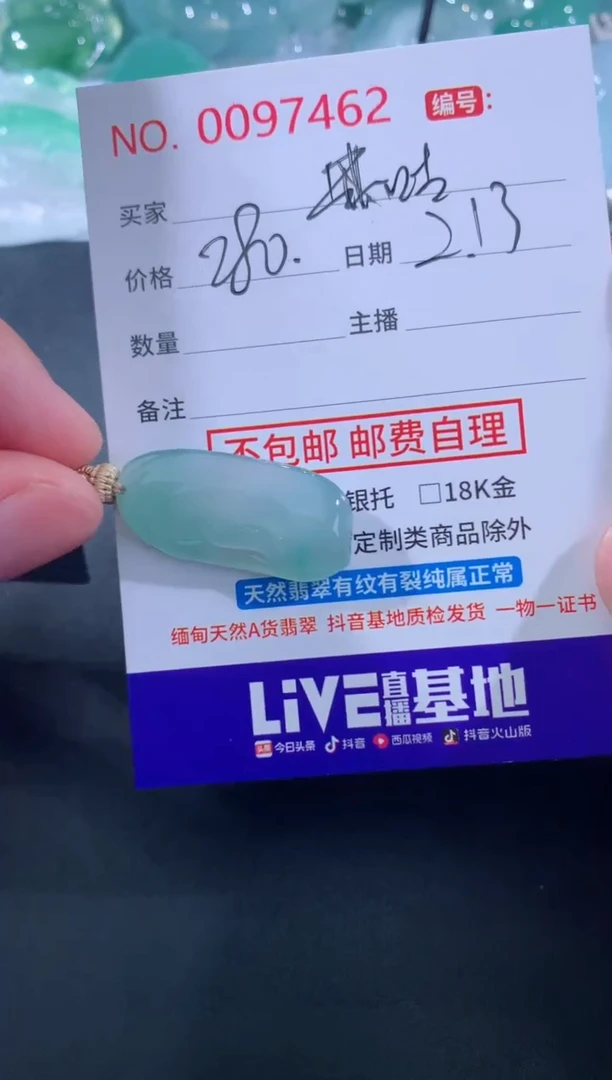 NO. 0097462 编号:
买家
价格 280. 日期 2.13
数量 主播
备注
不包邮 邮费自理
银托 □18K金
定制类商品除外
天然翡翠有纹有裂纯属正常
缅甸天然A货翡翠 抖音基地质检发货 一物一证书
LiVE直播基地
头条 今日头条 抖音 西瓜视频 抖音火山版